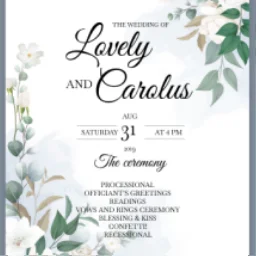 THE WEDDING OF
Lovely
AND Carolus
AUG
SATURDAY 31 AT 4 PM
2019
The ceremony
PROCESSIONAL
OFFICIANT'S GREETINGS
READINGS
VOWS AND RINGS CEREMONY
BLESSING & KISS
CONFETTE
RECESSIONAL